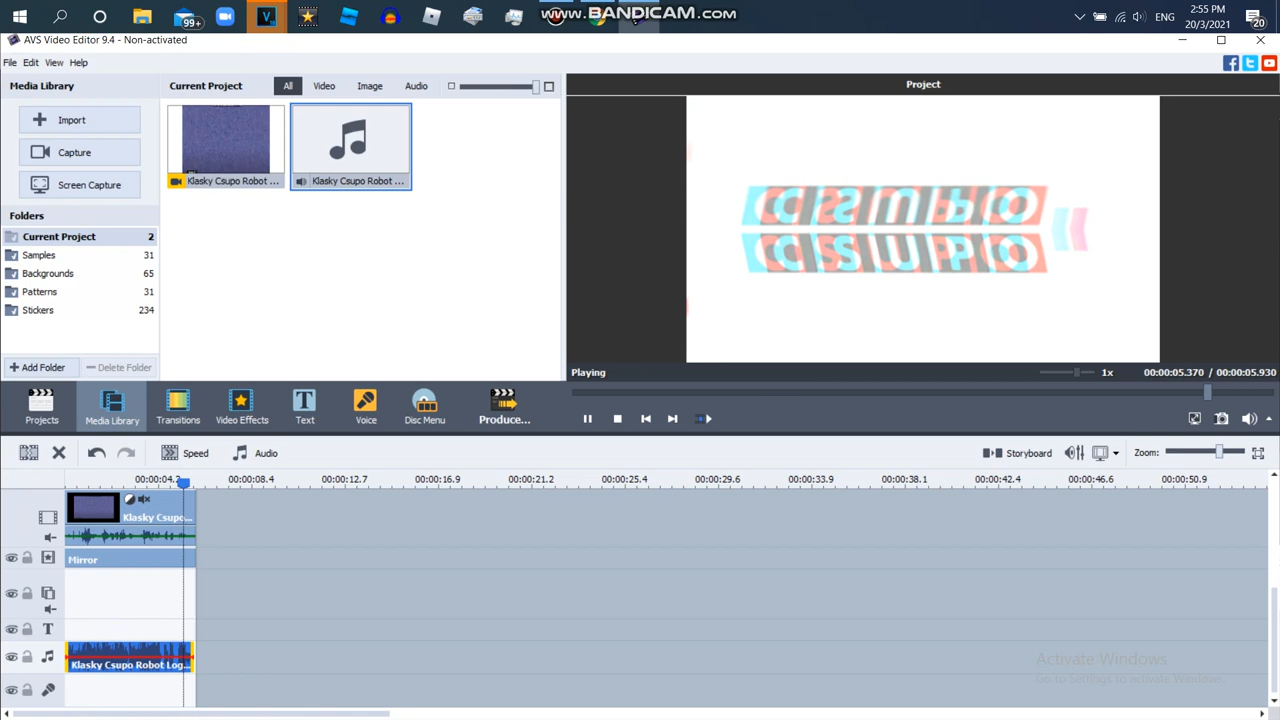 www.BANDICAM.com
99+
ENG
2:55 PM
20/3/2021
20
AVS Video Editor 9.4 - Non-activated
File Edit View Help
Media Library
Current Project
All
Video
Image
Audio
Project
Import
Capture
Screen Capture
Klasky Csupo Robot ...
Klasky Csupo Robot ...
CSUPO
CSUPO
Folders
Current Project 2
Samples 31
Backgrounds 65
Patterns 31
Stickers 234
Add Folder
Delete Folder
Playing
1x
00:00:05.370 / 00:00:05.930
Projects
Media Library
Transitions
Video Effects
Text
Voice
Disc Menu
Produce...
Speed
Audio
Storyboard
Zoom:
00:00:04.2 00:00:08.4 00:00:12.7 00:00:16.9 00:00:21.2 00:00:25.4 00:00:29.6 00:00:33.9 00:00:38.1 00:00:42.4 00:00:46.6 00:00:50.9
Klasky Csupo...
Mirror
Klasky Csupo Robot Log...
Activate Windows
Go to Settings to activate Windows.